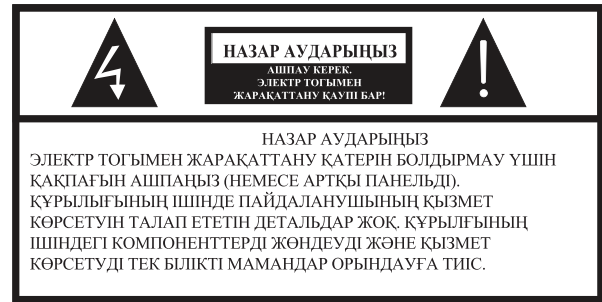 НАЗАР АУДАРЫҢЫЗ
АШПАУ КЕРЕК.
ЭЛЕКТР ТОГЫМЕН
ЖАРАҚАТТАНУ ҚАУПІ БАР!
НАЗАР АУДАРЫҢЫЗ
ЭЛЕКТР ТОГЫМЕН ЖАРАҚАТТАНУ ҚАТЕРІН БОЛДЫРМАУ ҮШІН
ҚАҚПАҒЫН АШПАҢЫЗ (НЕМЕСЕ АРТҚЫ ПАНЕЛЬДІ).
ҚҰРЫЛЫҒЫНЫҢ ІШІНДЕ ПАЙДАЛАНУШЫНЫҢ ҚЫЗМЕТ
КӨРСЕТУІН ТАЛАП ЕТЕТІН ДЕТАЛЬДАР ЖОҚ. ҚҰРЫЛҒЫНЫҢ
ІШІНДЕГІ КОМПОНЕНТТЕРДІ ЖӨНДЕУДІ ЖӘНЕ ҚЫЗМЕТ
КӨРСЕТУДІ ТЕК БІЛІКТІ МАМАНДАР ОРЫНДАУҒА ТИІС.